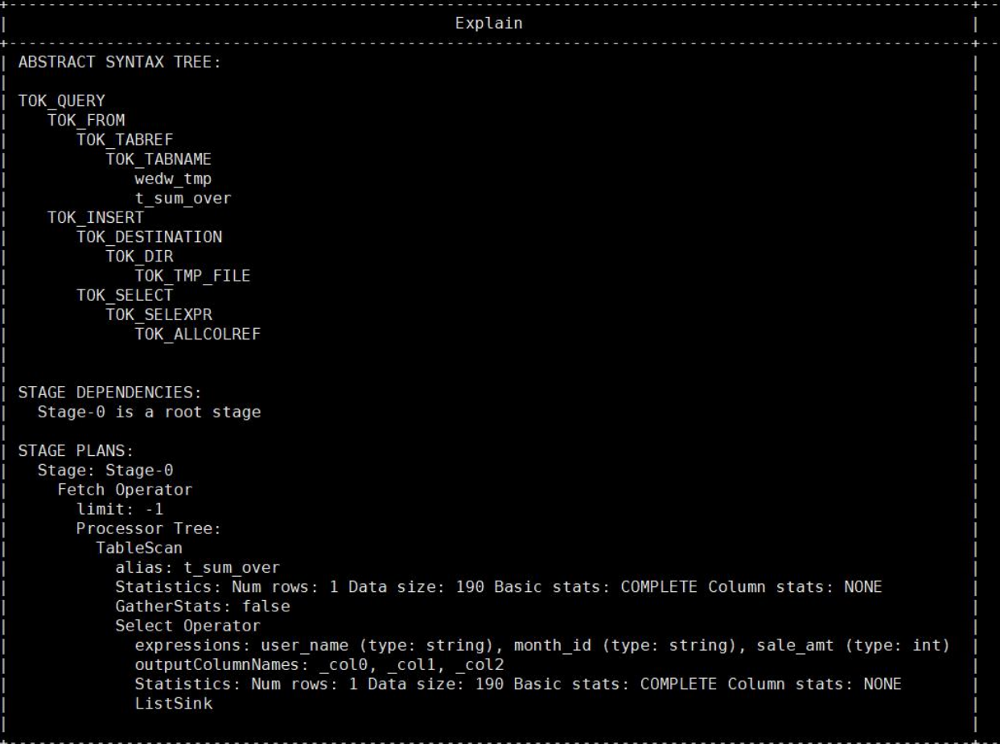 Explain
ABSTRACT SYNTAX TREE:
TOK_QUERY
TOK_FROM
TOK_TABREF
TOK_TABNAME
wedw_tmp
t_sum_over
TOK_INSERT
TOK_DESTINATION
TOK_DIR
TOK_TMP_FILE
TOK_SELECT
TOK_SELEXPR
TOK_ALLCOLREF
STAGE DEPENDENCIES:
Stage-0 is a root stage
STAGE PLANS:
Stage: Stage-0
Fetch Operator
limit: -1
Processor Tree:
TableScan
alias: t_sum_over
Statistics: Num rows: 1 Data size: 190 Basic stats: COMPLETE Column stats: NONE
GatherStats: false
Select Operator
expressions: user_name (type: string), month_id (type: string), sale_amt (type: int)
outputColumnNames: _col0, _col1, _col2
Statistics: Num rows: 1 Data size: 190 Basic stats: COMPLETE Column stats: NONE
ListSink